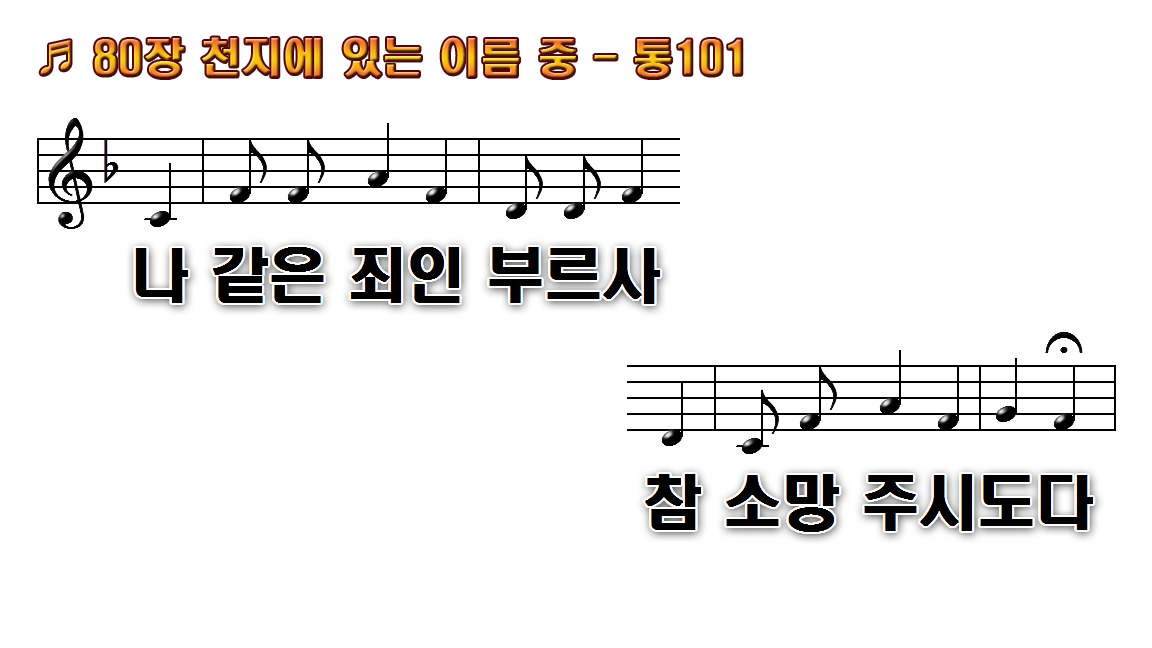 ♬ 80장 천지에 있는 이름 중 - 통101
나 같은 죄인 부르사
참 소망 주시도다